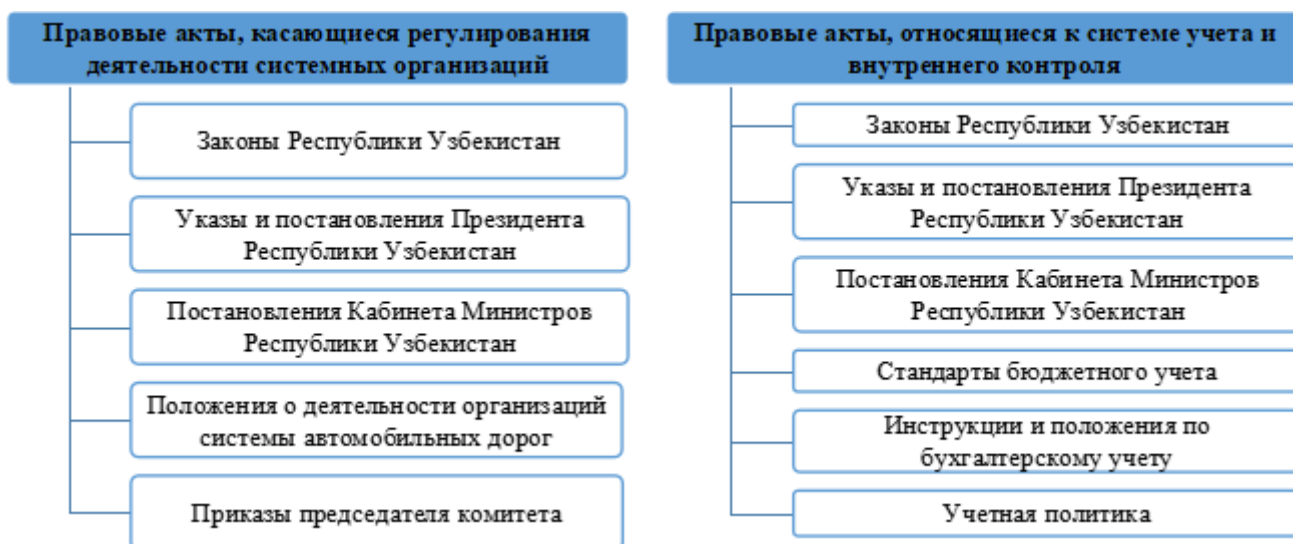 Правовые акты, касающиеся регулирования
деятельности системных организаций
Законы Республики Узбекистан
Указы и постановления Президента
Республики Узбекистан
Постановления Кабинета Министров
Республики Узбекистан
Положения о деятельности организаций
системы автомобильных дорог
Приказы председателя комитета
Правовые акты, относящиеся к системе учета и
внутреннего контроля
Законы Республики Узбекистан
Указы и постановления Президента
Республики Узбекистан
Постановления Кабинета Министров
Республики Узбекистан
Стандарты бюджетного учета
Инструкции и положения по
бухгалтерскому учету
Учетная политика